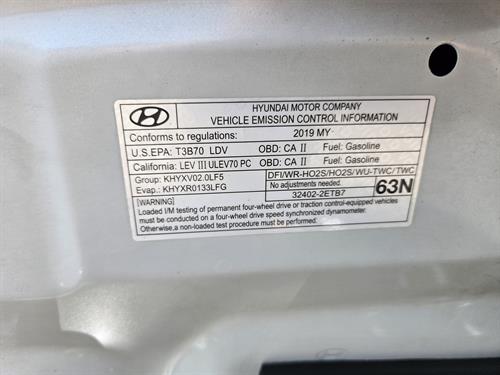 HYUNDAI MOTOR COMPANY
VEHICLE EMISSION CONTROL INFORMATION
Conforms to regulations: 2019 MY
U.S.EPA: T3B70 LDV OBD: CA II Fuel: Gasoline
California: LEV III ULEV70 PC OBD: CA II Fuel: Gasoline
Group: KHYXV02.0LF5 DFI/WR-HO2S/HO2S/WU-TWC/TWC
Evap.: KHYXR0133LFG No adjustments needed. 63N
32402-2ETB7
[WARNING]
Loaded I/M testing of permanent four-wheel drive or traction control-equipped vehicles
must be conducted on a four-wheel drive speed synchronized dynamometer.
Otherwise,a non-loaded test procedure must be conducted.